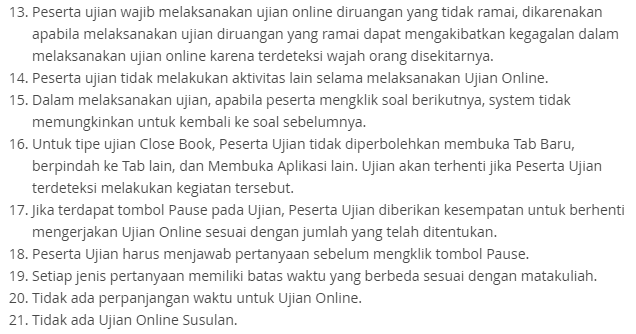 13. Peserta ujian wajib melaksanakan ujian online diruangan yang tidak ramai, dikarenakan
apabila melaksanakan ujian diruangan yang ramai dapat mengakibatkan kegagalan dalam
melaksanakan ujian online karena terdeteksi wajah orang disekitarnya.
14. Peserta ujian tidak melakukan aktivitas lain selama melaksanakan Ujian Online.
15. Dalam melaksanakan ujian, apabila peserta mengklik soal berikutnya, system tidak
memungkinkan untuk kembali ke soal sebelumnya.
16. Untuk tipe ujian Close Book, Peserta Ujian tidak diperbolehkan membuka Tab Baru,
berpindah ke Tab lain, dan Membuka Aplikasi lain. Ujian akan terhenti jika Peserta Ujian
terdeteksi melakukan kegiatan tersebut.
17. Jika terdapat tombol Pause pada Ujian, Peserta Ujian diberikan kesempatan untuk berhenti
mengerjakan Ujian Online sesuai dengan jumlah yang telah ditentukan.
18. Peserta Ujian harus menjawab pertanyaan sebelum mengklik tombol Pause.
19. Setiap jenis pertanyaan memiliki batas waktu yang berbeda sesuai dengan matakuliah.
20. Tidak ada perpanjangan waktu untuk Ujian Online.
21. Tidak ada Ujian Online Susulan.